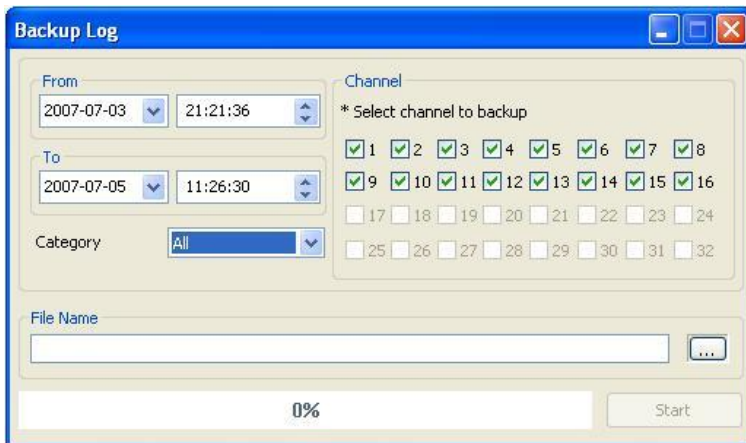 Backup Log
From
2007-07-03 21:21:36
To
2007-07-05 11:26:30
Category All
Channel
* Select channel to backup
1 2 3 4 5 6 7 8
9 10 11 12 13 14 15 16
17 18 19 20 21 22 23 24
25 26 27 28 29 30 31 32
File Name
...
0% Start